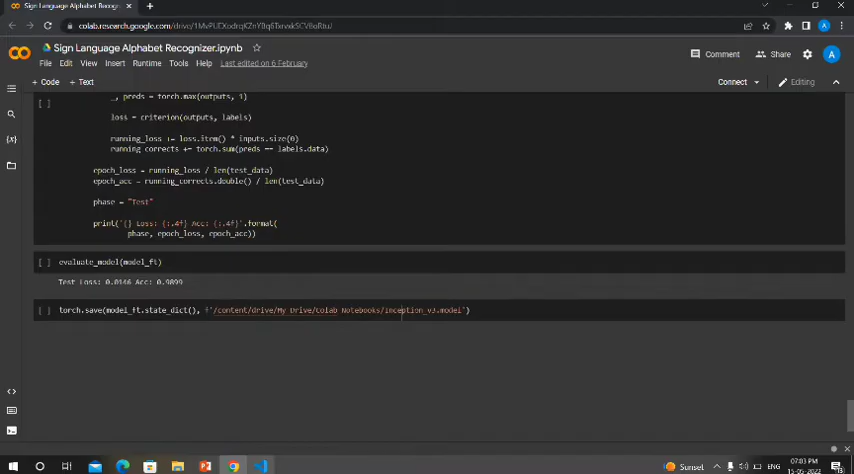 Sign Language Alphabet Recogni
colab.research.google.com/drive/
Sign Language Alphabet Recognizer.ipynb
File Edit View Insert Runtime Tools Help Last edited on 6 February
Comment Share A
+ Code + Text
Connect Editing
[ ] _, preds = torch.max(outputs, 1)
loss = criterion(outputs, labels)
running_loss += loss.item() * inputs.size(0)
running_corrects += torch.sum(preds == labels.data)
epoch_loss = running_loss / len(test_data)
epoch_acc = running_corrects.double() / len(test_data)
phase = "Test"
print('{} Loss: {:.4f} Acc: {:.4f}'.format(
phase, epoch_loss, epoch_acc))
[ ] evaluate_model(model_ft)
Test Loss: 0.0146 Acc: 0.9899
[ ] torch.save(model_ft.state_dict(), f'/content/drive/My Drive/Colab Notebooks/Inception_v3.model')
Sunset
ENG
07:03 PM
15-05-2022